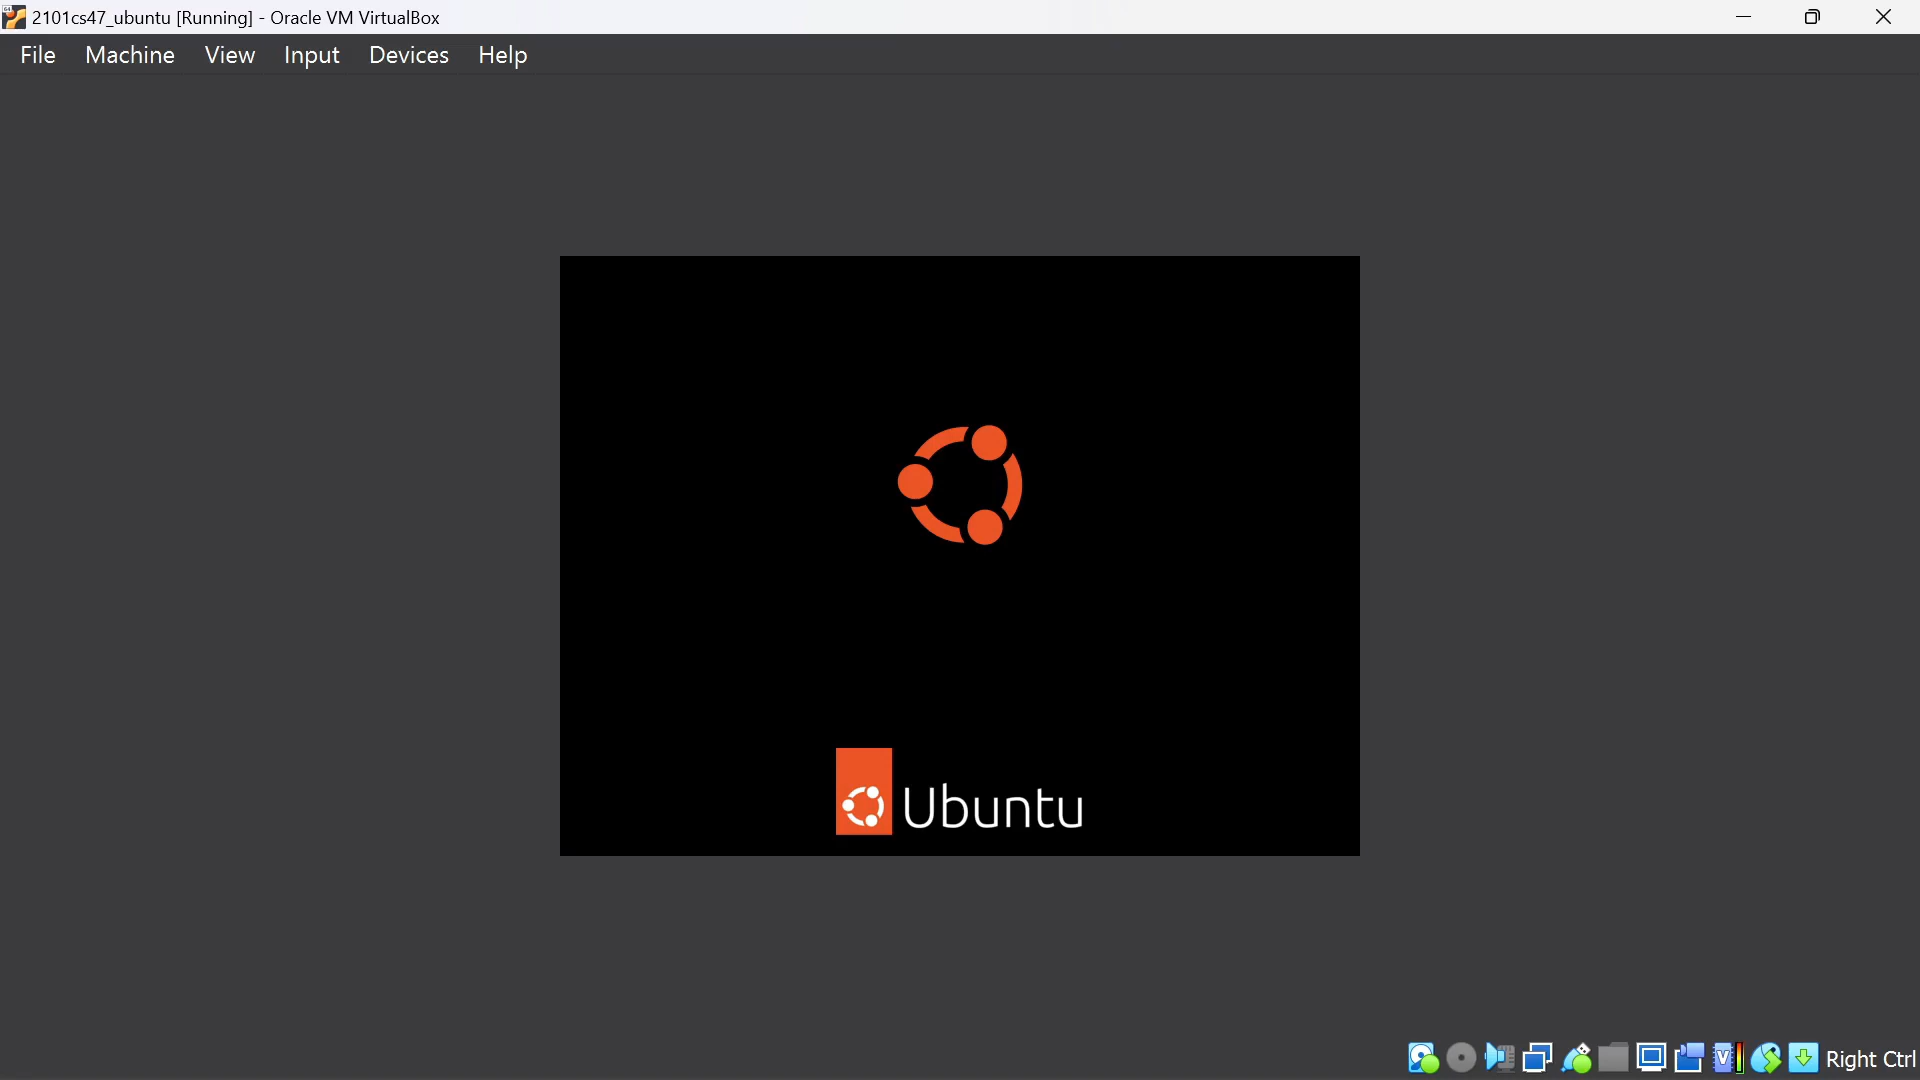 2101cs47_ubuntu [Running] - Oracle VM VirtualBox
File Machine View Input Devices Help
Ubuntu
V
Right Ctrl